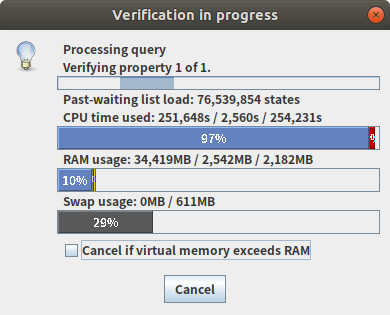 Verification in progress
Processing query
Verifying property 1 of 1.
Past-waiting list load: 76,539,854 states
CPU time used: 251,648s / 2,560s / 254,231s
97%
RAM usage: 34,419MB / 2,542MB / 2,182MB
10%
Swap usage: 0MB / 611MB
29%
Cancel if virtual memory exceeds RAM
Cancel